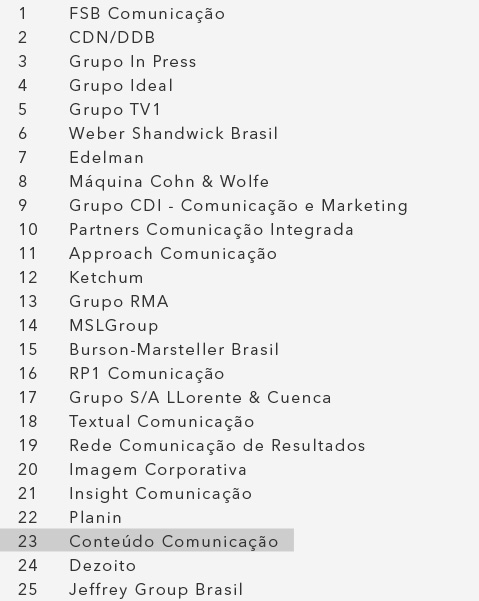 1 FSB Comunicação
2 CDN/DDB
3 Grupo In Press
4 Grupo Ideal
5 Grupo TV1
6 Weber Shandwick Brasil
7 Edelman
8 Máquina Cohn & Wolfe
9 Grupo CDI - Comunicação e Marketing
10 Partners Comunicação Integrada
11 Approach Comunicação
12 Ketchum
13 Grupo RMA
14 MSLGroup
15 Burson-Marsteller Brasil
16 RP1 Comunicação
17 Grupo S/A LLorente & Cuenca
18 Textual Comunicação
19 Rede Comunicação de Resultados
20 Imagem Corporativa
21 Insight Comunicação
22 Planin
23 Conteúdo Comunicação
24 Dezoito
25 Jeffrey Group Brasil